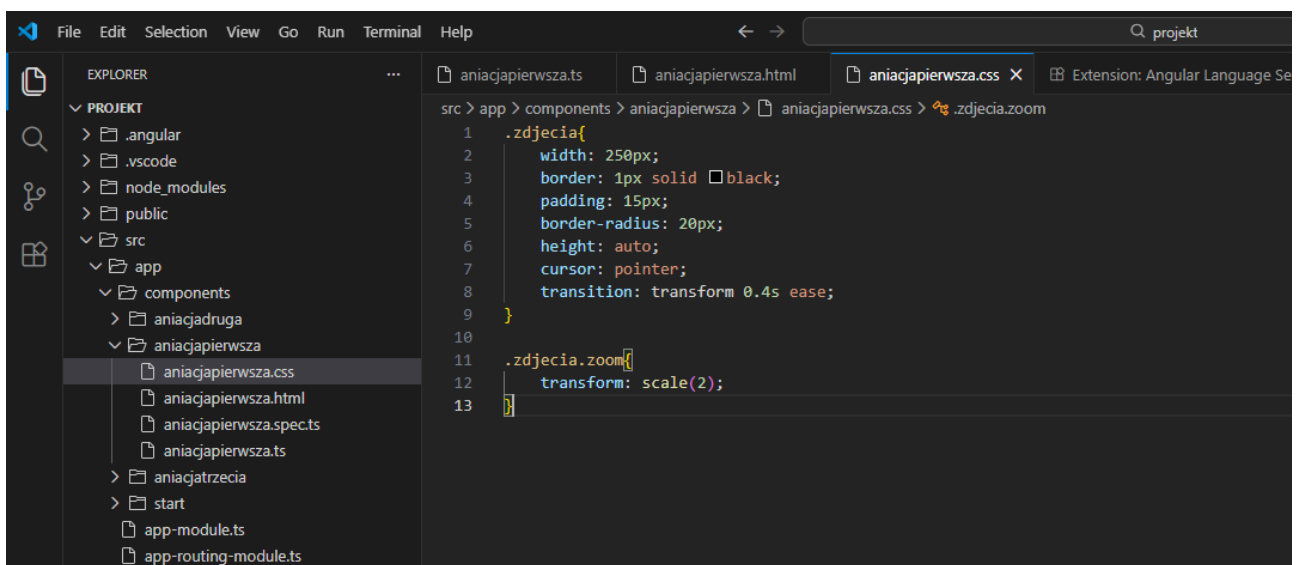 File Edit Selection View Go Run Terminal Help
projekt
EXPLORER
PROJEKT
.angular
.vscode
node_modules
public
src
app
components
aniacjadruga
aniacjapierwsza
aniacjapierwsza.css
aniacjapierwsza.html
aniacjapierwsza.spec.ts
aniacjapierwsza.ts
aniacjatrzecia
start
app-module.ts
app-routing-module.ts
aniacjapierwsza.ts aniacjapierwsza.html aniacjapierwsza.css Extension: Angular Language Se
src > app > components > aniacjapierwsza > aniacjapierwsza.css > .zdjecia.zoom
1 .zdjecia{
2 width: 250px;
3 border: 1px solid black;
4 padding: 15px;
5 border-radius: 20px;
6 height: auto;
7 cursor: pointer;
8 transition: transform 0.4s ease;
9 }
10
11 .zdjecia.zoom{
12 transform: scale(2);
13 }